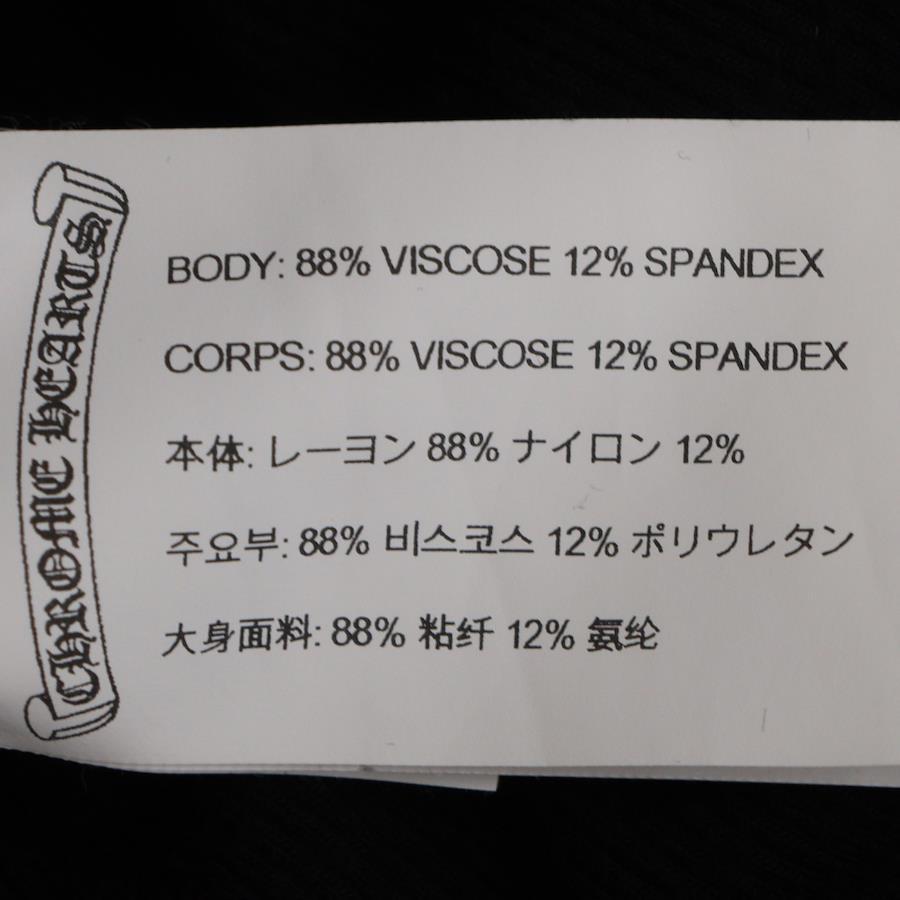 CHROME HEARTS
BODY: 88% VISCOSE 12% SPANDEX
CORPS: 88% VISCOSE 12% SPANDEX
本体: レーヨン 88% ナイロン 12%
주요부: 88% 비스코스 12% ポリウレタン
大身面料: 88% 粘纤 12% 氨纶